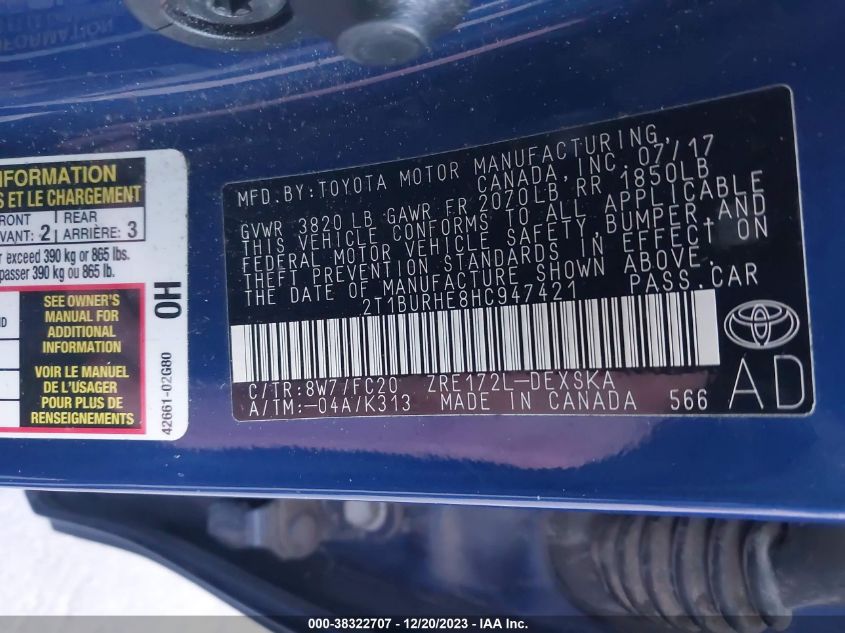 INFORMATION
S ET LE CHARGEMENT
FRONT 2 REAR 3
VANT: 2 ARRIÈRE: 3
r exceed 390 kg or 865 lbs.
passer 390 kg ou 865 lb.
SEE OWNER'S
MANUAL FOR
ADDITIONAL
INFORMATION
VOIR LE MANUEL
DE L'USAGER
POUR PLUS DE
RENSEIGNEMENTS
0H
42661-02G80
MFD.BY:TOYOTA MOTOR MANUFACTURING
CANADA, INC. 07/17
GVWR 3820 LB GAWR FR 2070LB RR 1850LB
THIS VEHICLE CONFORMS TO ALL APPLICABLE
FEDERAL MOTOR VEHICLE SAFETY, BUMPER, AND
THEFT PREVENTION STANDARDS IN EFFECT ON
THE DATE OF MANUFACTURE SHOWN ABOVE.
2T1BURHE8HC947421 PASS.CAR
C/TR:8W7/FC20 ZRE172L-DEXSKA
A/TM:-04A/K313 MADE IN CANADA 566
AD
000-38322707 - 12/20/2023 - IAA Inc.